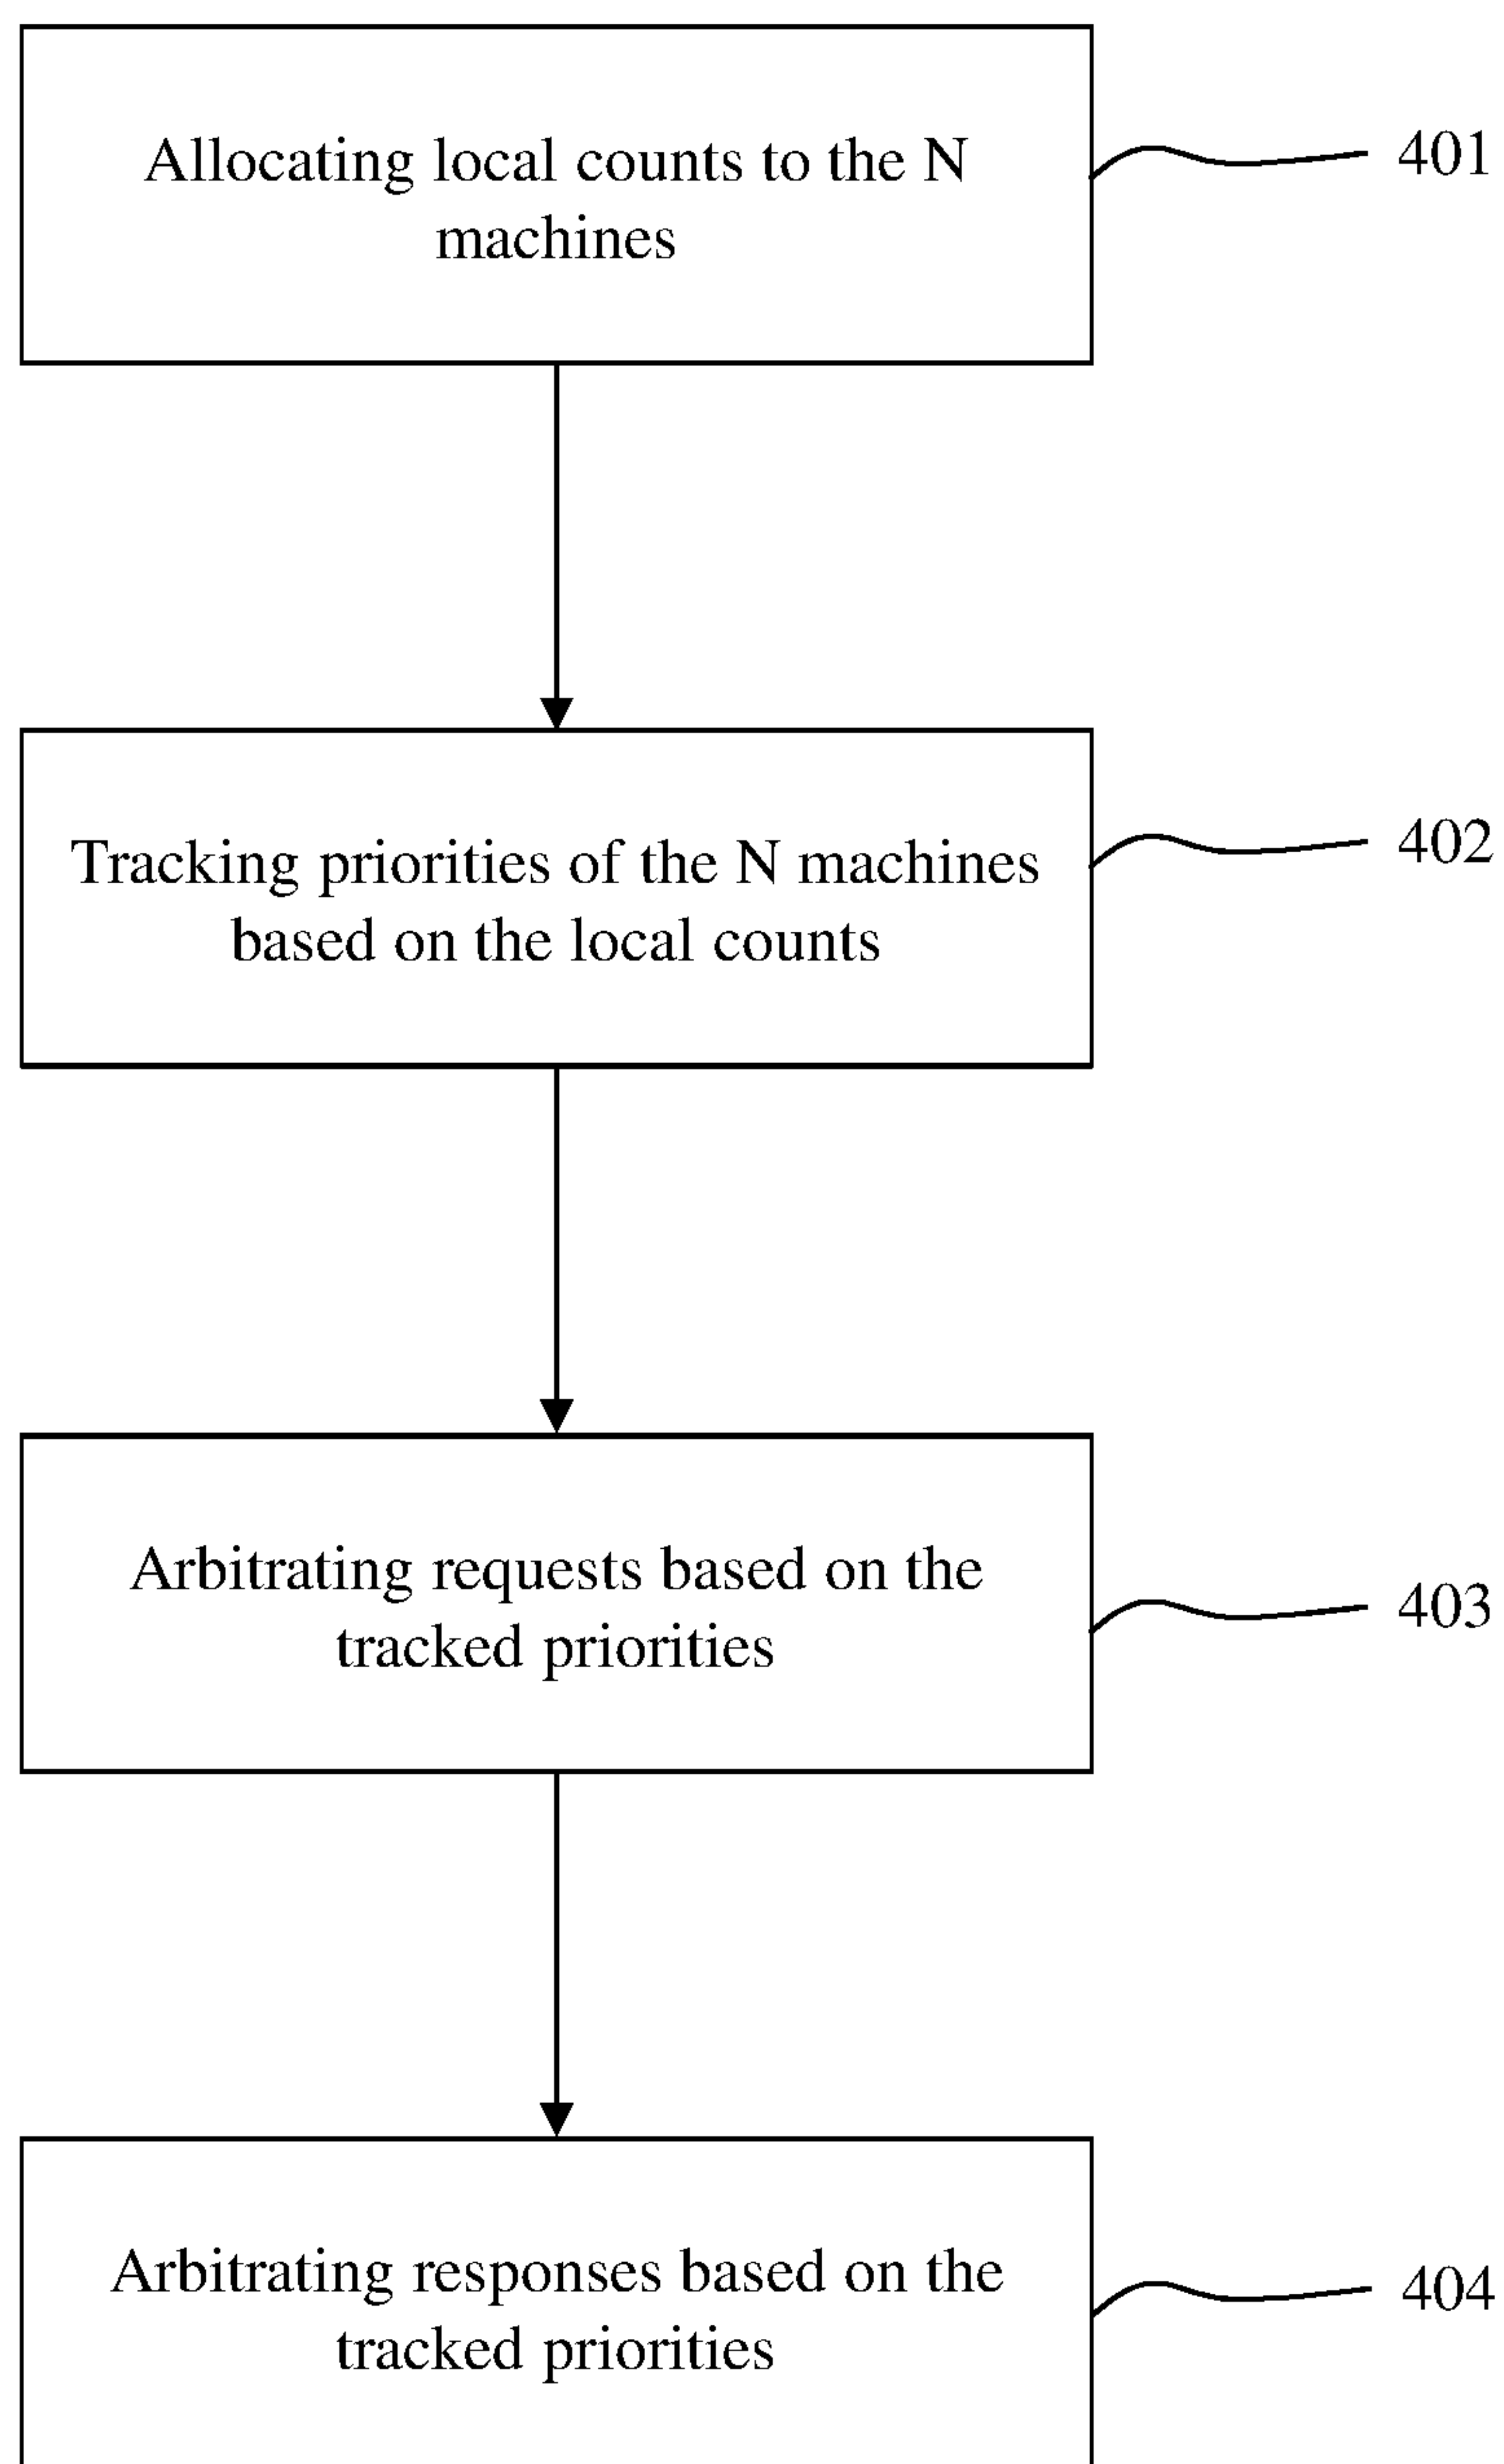 Allocating local counts to the N
machines
401
Tracking priorities of the N machines
based on the local counts
402
Arbitrating requests based on the
tracked priorities
403
Arbitrating responses based on the
tracked priorities
404